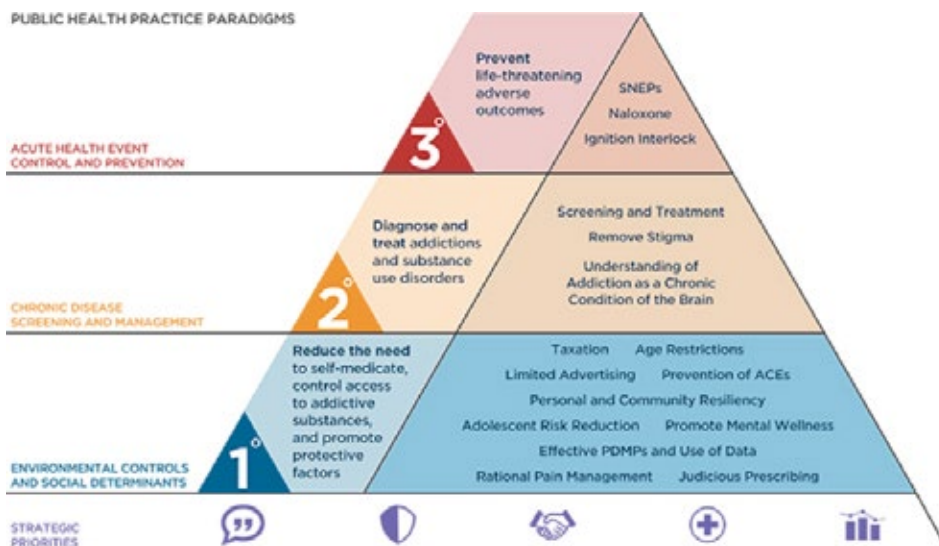 PUBLIC HEALTH PRACTICE PARADIGMS
Prevent
life-threatening
adverse
outcomes
SNEPs
Naloxone
Ignition Interlock
3°
ACUTE HEALTH EVENT
CONTROL AND PREVENTION
Diagnose and
treat addictions
and substance
use disorders
Screening and Treatment
Remove Stigma
Understanding of
Addiction as a Chronic
Condition of the Brain
2°
CHRONIC DISEASE
SCREENING AND MANAGEMENT
Reduce the need
to self-medicate,
control access
to addictive
substances,
and promote
protective
factors
Taxation Age Restrictions
Limited Advertising Prevention of ACEs
Personal and Community Resiliency
Adolescent Risk Reduction Promote Mental Wellness
Effective PDMPs and Use of Data
Rational Pain Management Judicious Prescribing
1°
ENVIRONMENTAL CONTROLS
AND SOCIAL DETERMINANTS
STRATEGIC
PRIORITIES